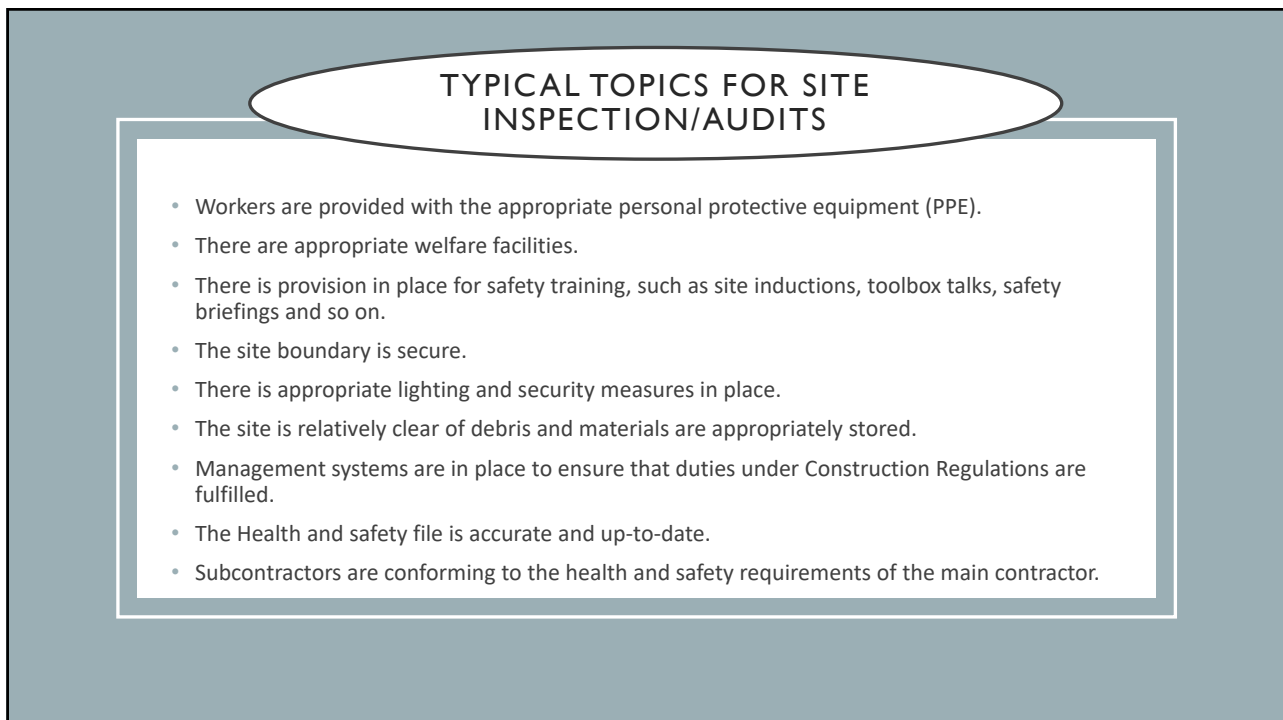 TYPICAL TOPICS FOR SITE
INSPECTION/AUDITS
• Workers are provided with the appropriate personal protective equipment (PPE).
• There are appropriate welfare facilities.
• There is provision in place for safety training, such as site inductions, toolbox talks, safety
briefings and so on.
• The site boundary is secure.
• There is appropriate lighting and security measures in place.
• The site is relatively clear of debris and materials are appropriately stored.
• Management systems are in place to ensure that duties under Construction Regulations are
fulfilled.
• The Health and safety file is accurate and up-to-date.
• Subcontractors are conforming to the health and safety requirements of the main contractor.